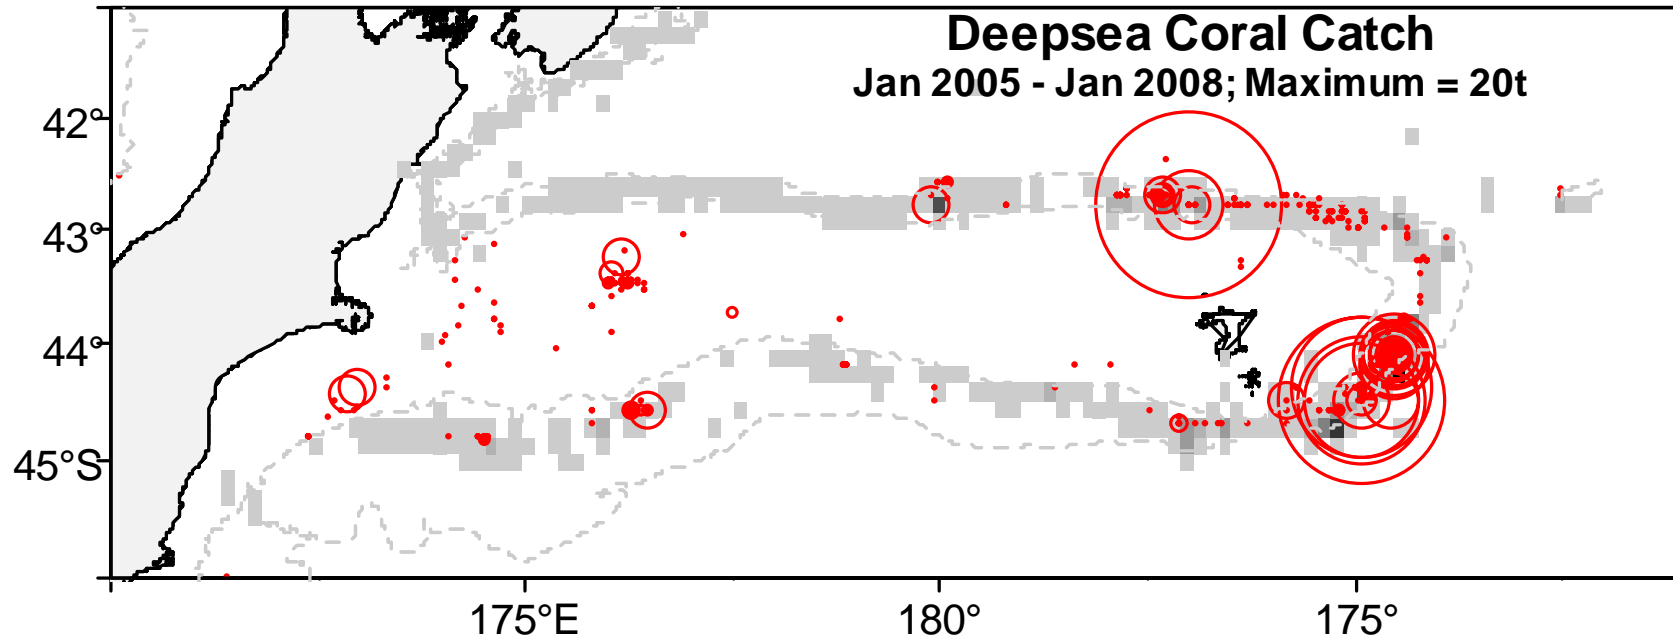 Deepsea Coral Catch
Jan 2005 - Jan 2008; Maximum = 20t
42°
43°
44°
45°S
175°E
180°
175°